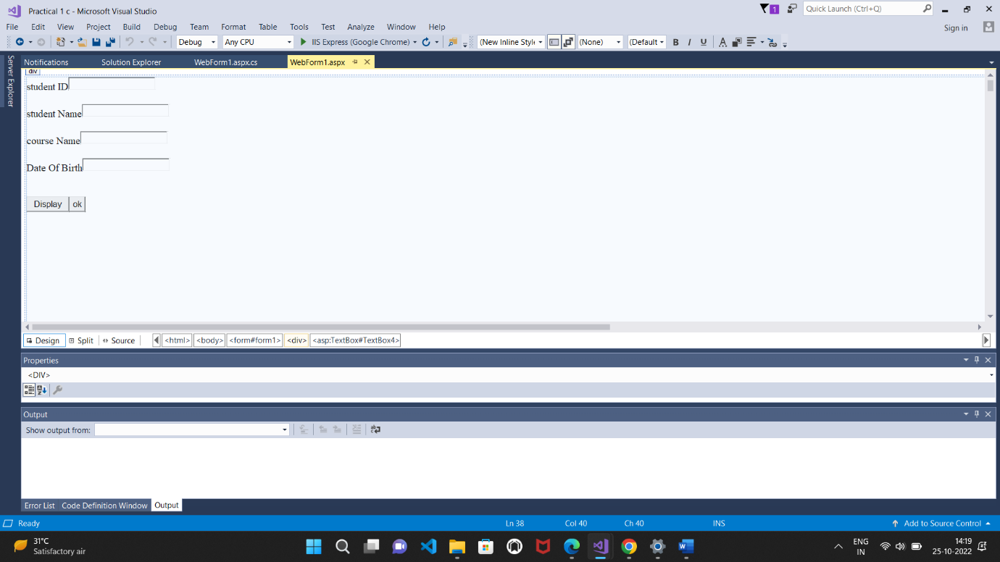 Practical 1 c - Microsoft Visual Studio
1
Quick Launch (Ctrl+Q)
File Edit View Project Build Debug Team Format Table Tools Test Analyze Window Help
Sign in
Debug Any CPU IIS Express (Google Chrome) (New Inline Style (None) (Default B I U A
Server Explorer
Notifications Solution Explorer WebForm1.aspx.cs WebForm1.aspx
div
student ID
student Name
course Name
Date Of Birth
Display ok
Design Split Source <html> <body> <form#form1> <div> <asp:TextBox#TextBox4>
Properties
<DIV>
Output
Show output from:
Error List Code Definition Window Output
Ready Ln 38 Col 40 Ch 40 INS Add to Source Control
31°C
Satisfactory air
ENG
IN
14:19
25-10-2022